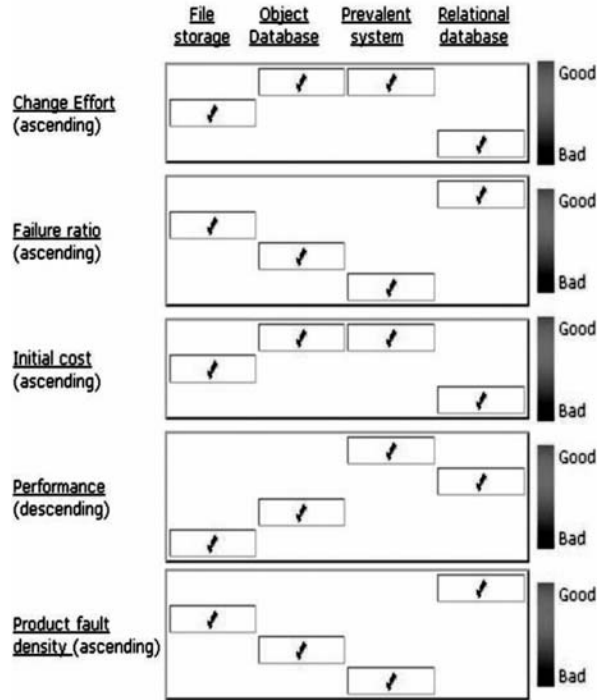 File Object Prevalent Relational
storage Database system database
Good
Change Effort
(ascending)
Bad
Good
Failure ratio
(ascending)
Bad
Good
Initial cost
(ascending)
Bad
Good
Performance
(descending)
Bad
Good
Product fault
density (ascending)
Bad